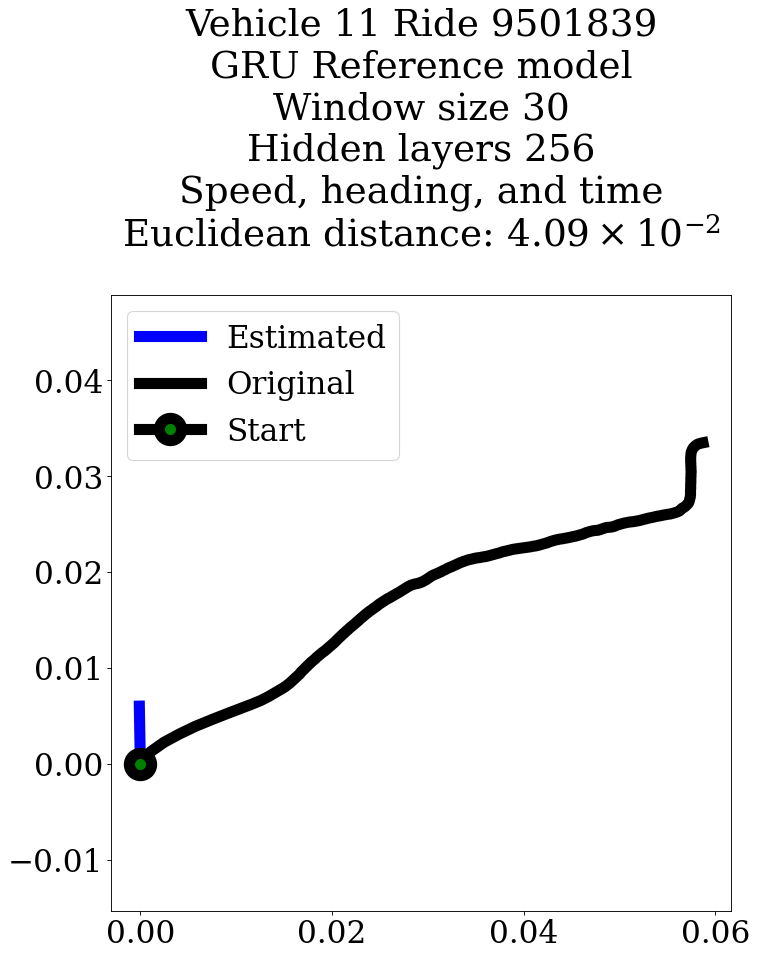 Vehicle 11 Ride 9501839
GRU Reference model
Window size 30
Hidden layers 256
Speed, heading, and time
Euclidean distance: 4.09 × 10⁻²
Estimated
Original
Start
0.04
0.03
0.02
0.01
0.00
−0.01
0.00 0.02 0.04 0.06